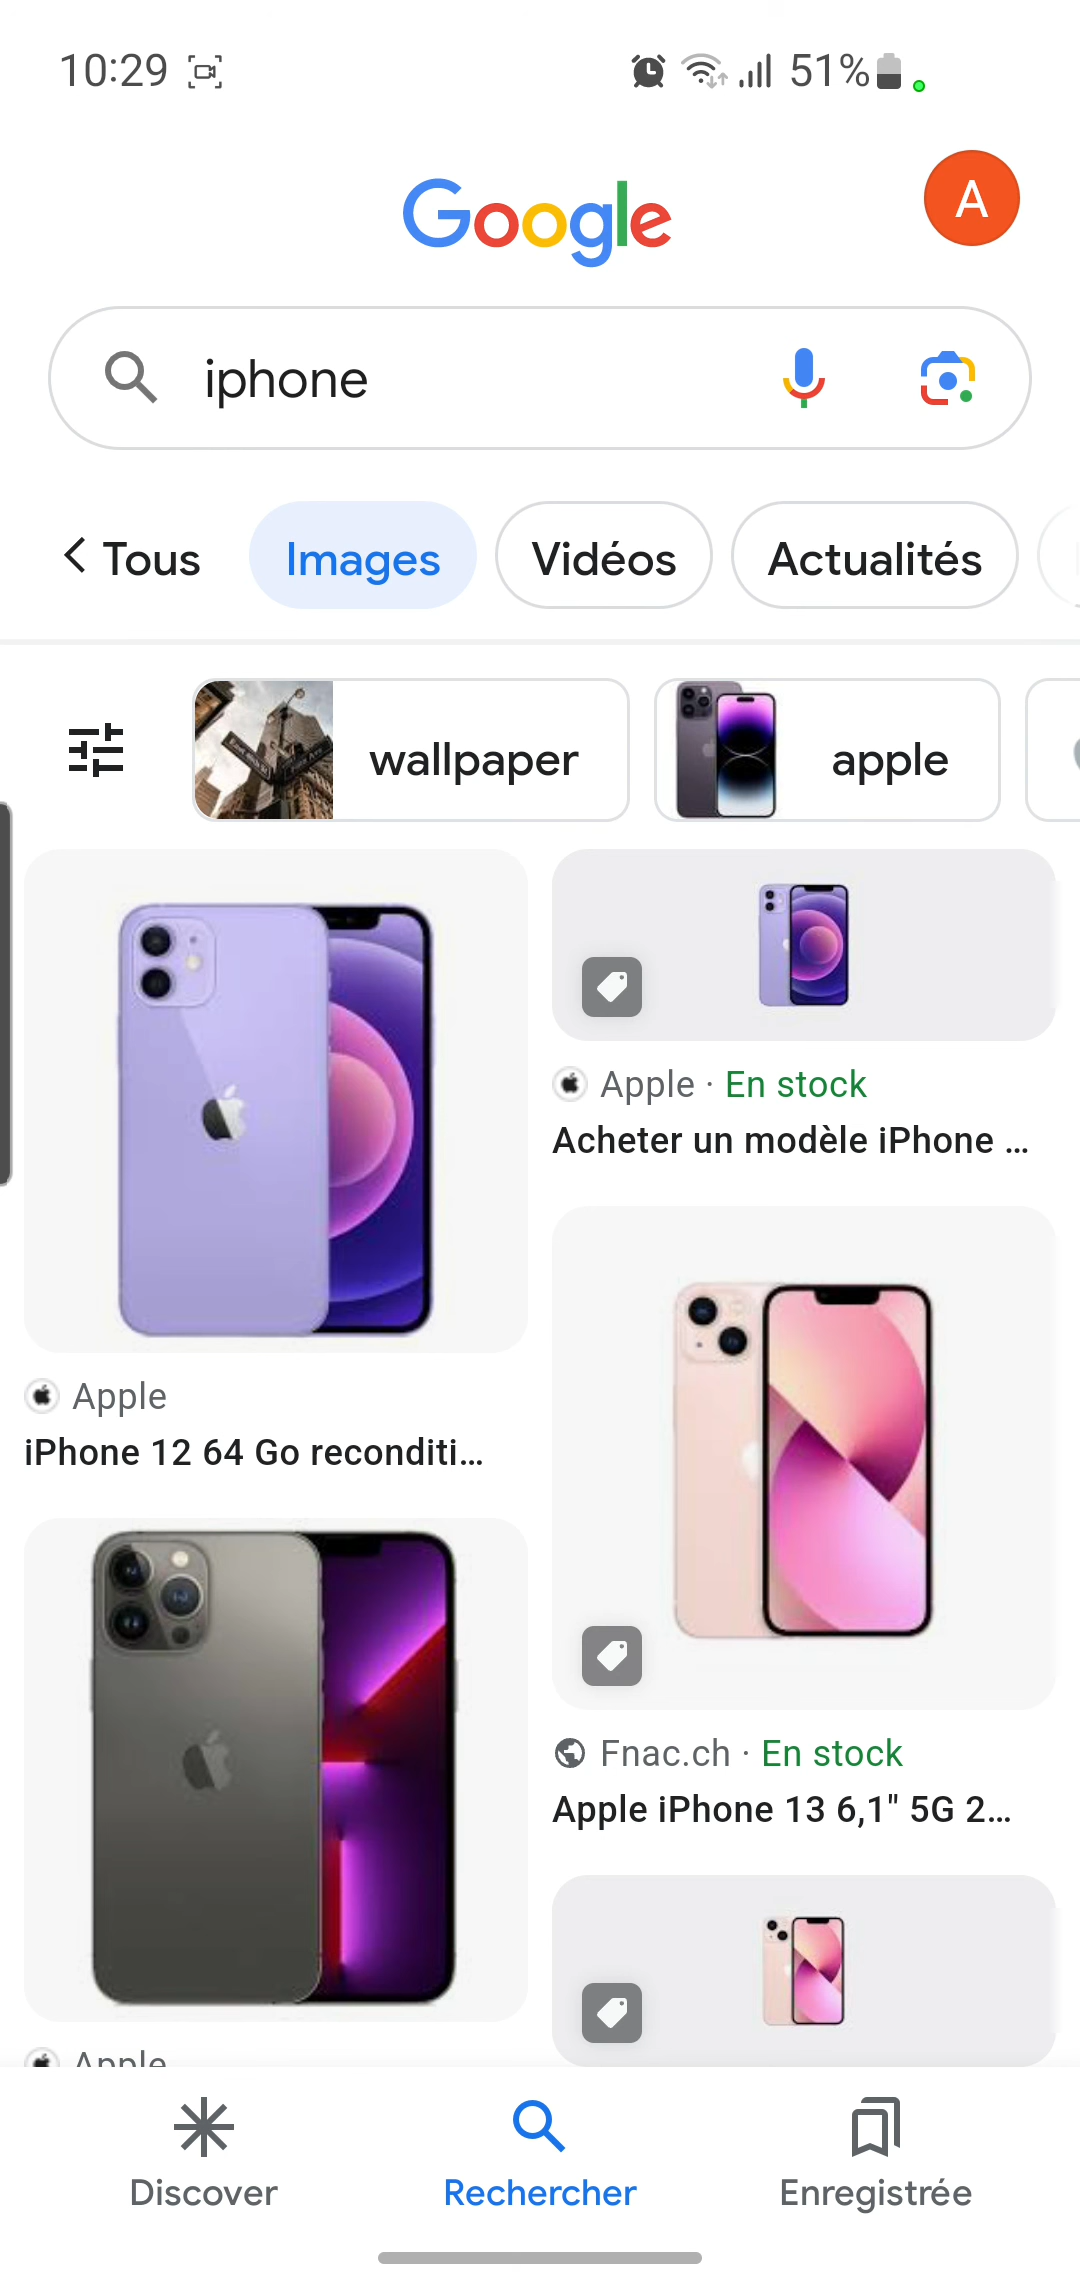 10:29
51%
Google
A
iphone
Tous
Images
Vidéos
Actualités
wallpaper
apple
Apple · En stock
Acheter un modèle iPhone ...
Apple
iPhone 12 64 Go reconditi...
Fnac.ch · En stock
Apple iPhone 13 6,1" 5G 2...
Apple
Discover
Rechercher
Enregistrée